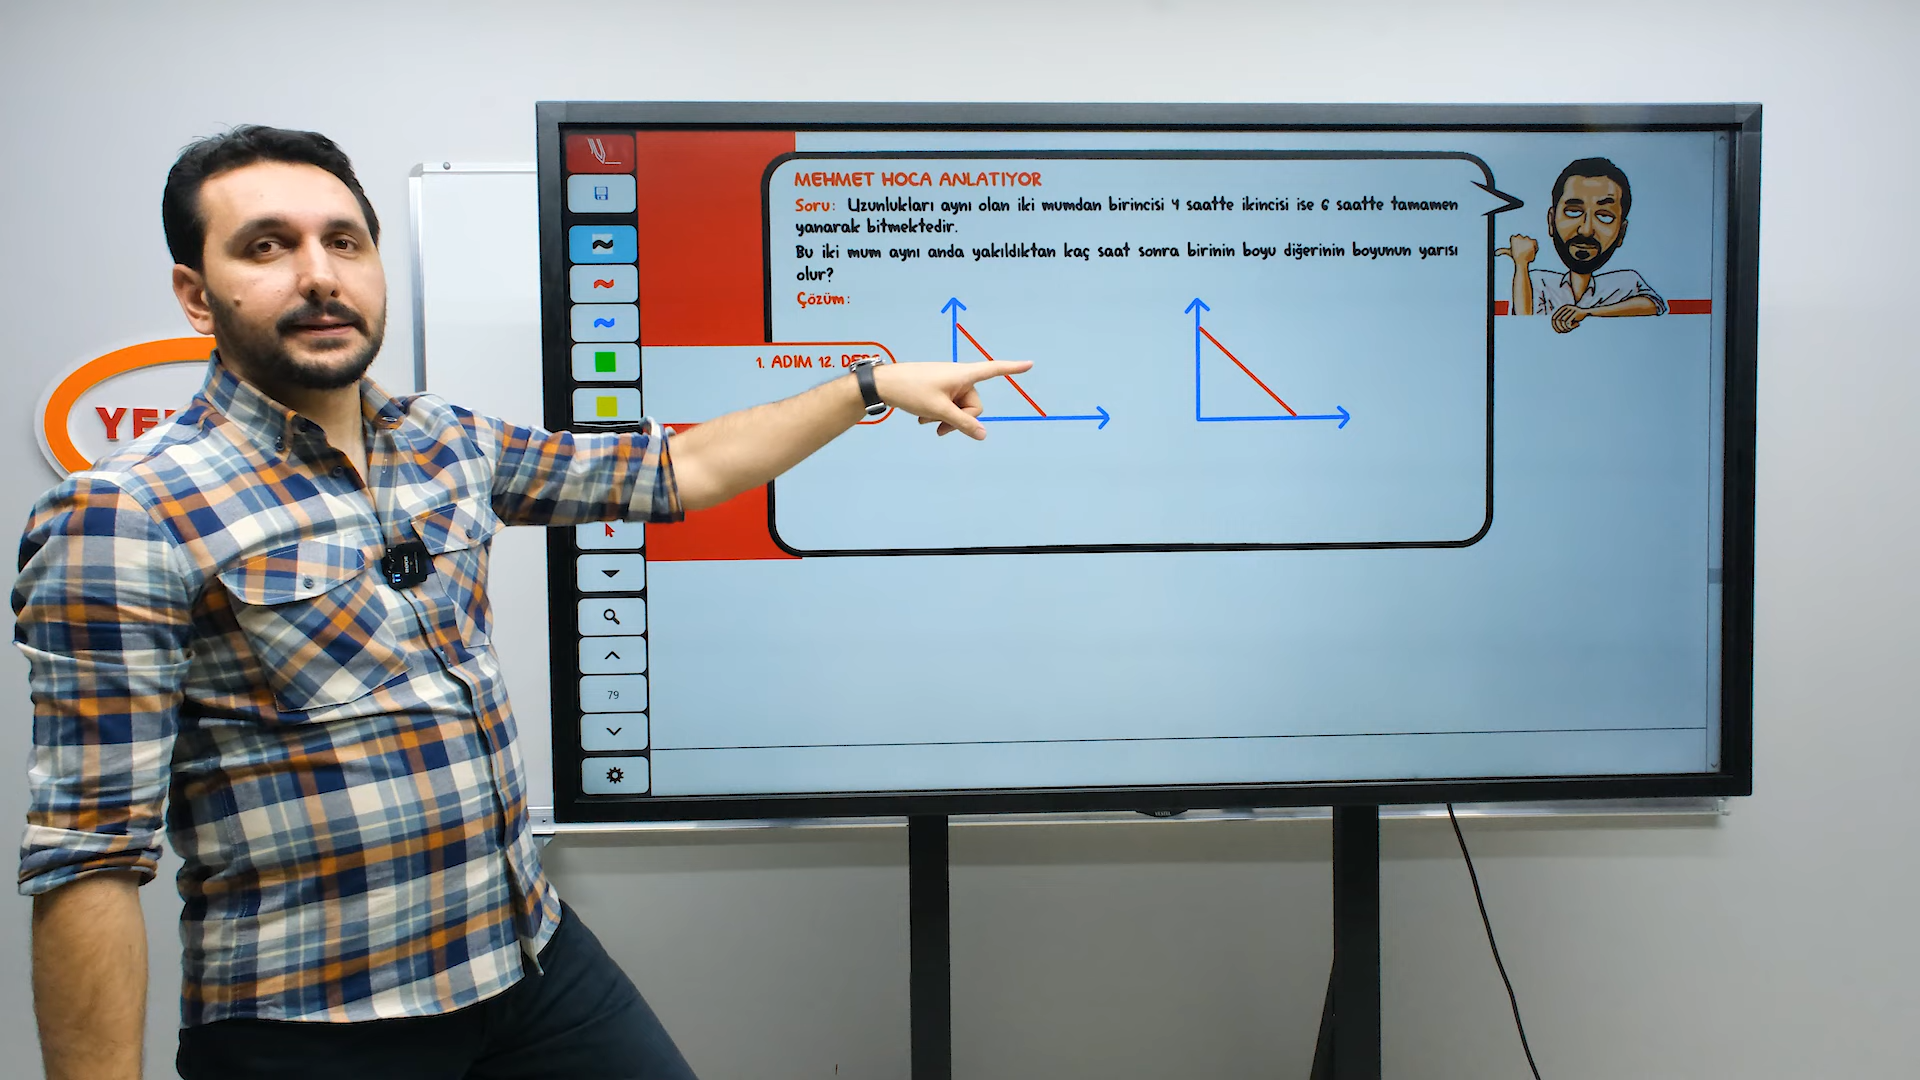 MEHMET HOCA ANLATIYOR
Soru: Uzunlukları aynı olan iki mumdan birincisi 4 saatte ikincisi ise 6 saatte tamamen
yanarak bitmektedir.
Bu iki mum aynı anda yakıldıktan kaç saat sonra birinin boyu diğerinin boyunun yarısı
olur?
Çözüm:
1. ADIM 12. DERS
79